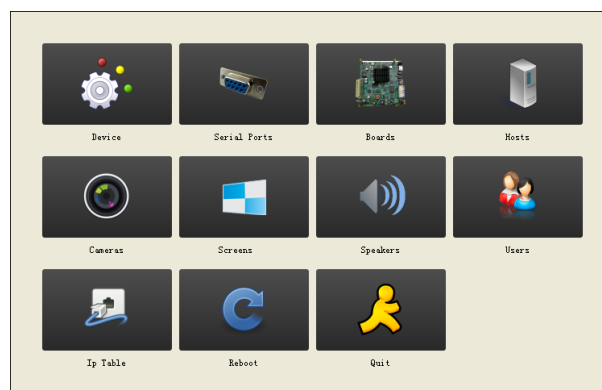 Device
Serial Ports
Boards
Hosts
Cameras
Screens
Speakers
Users
Ip Table
Reboot
Quit